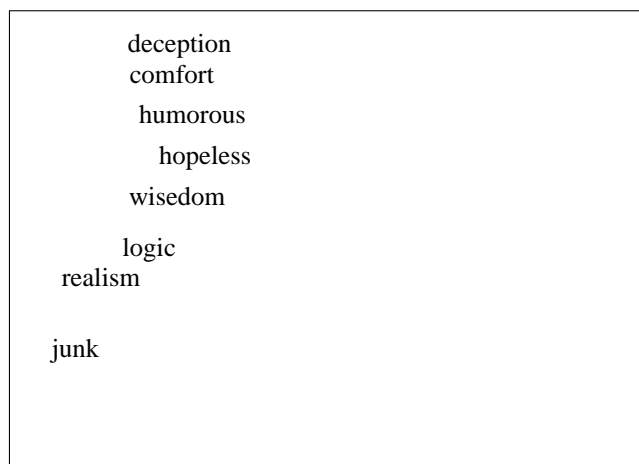 deception
comfort
humorous
hopeless
wisedom
logic
realism
junk